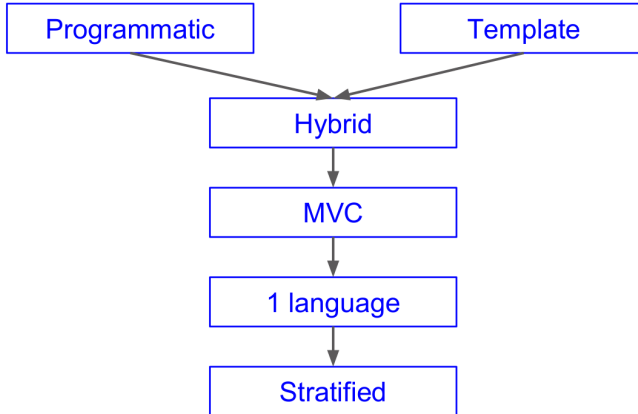 Programmatic
Template
Hybrid
MVC
1 language
Stratified